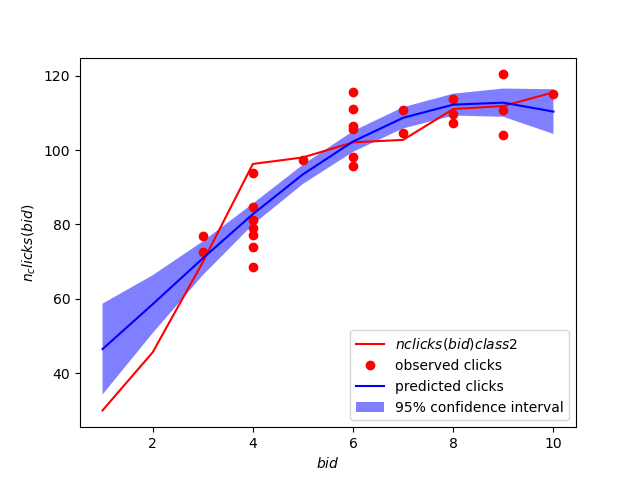 120
100
80
60
40
n_clicks(bid)
2
4
6
8
10
bid
nclicks(bid)class2
observed clicks
predicted clicks
95% confidence interval